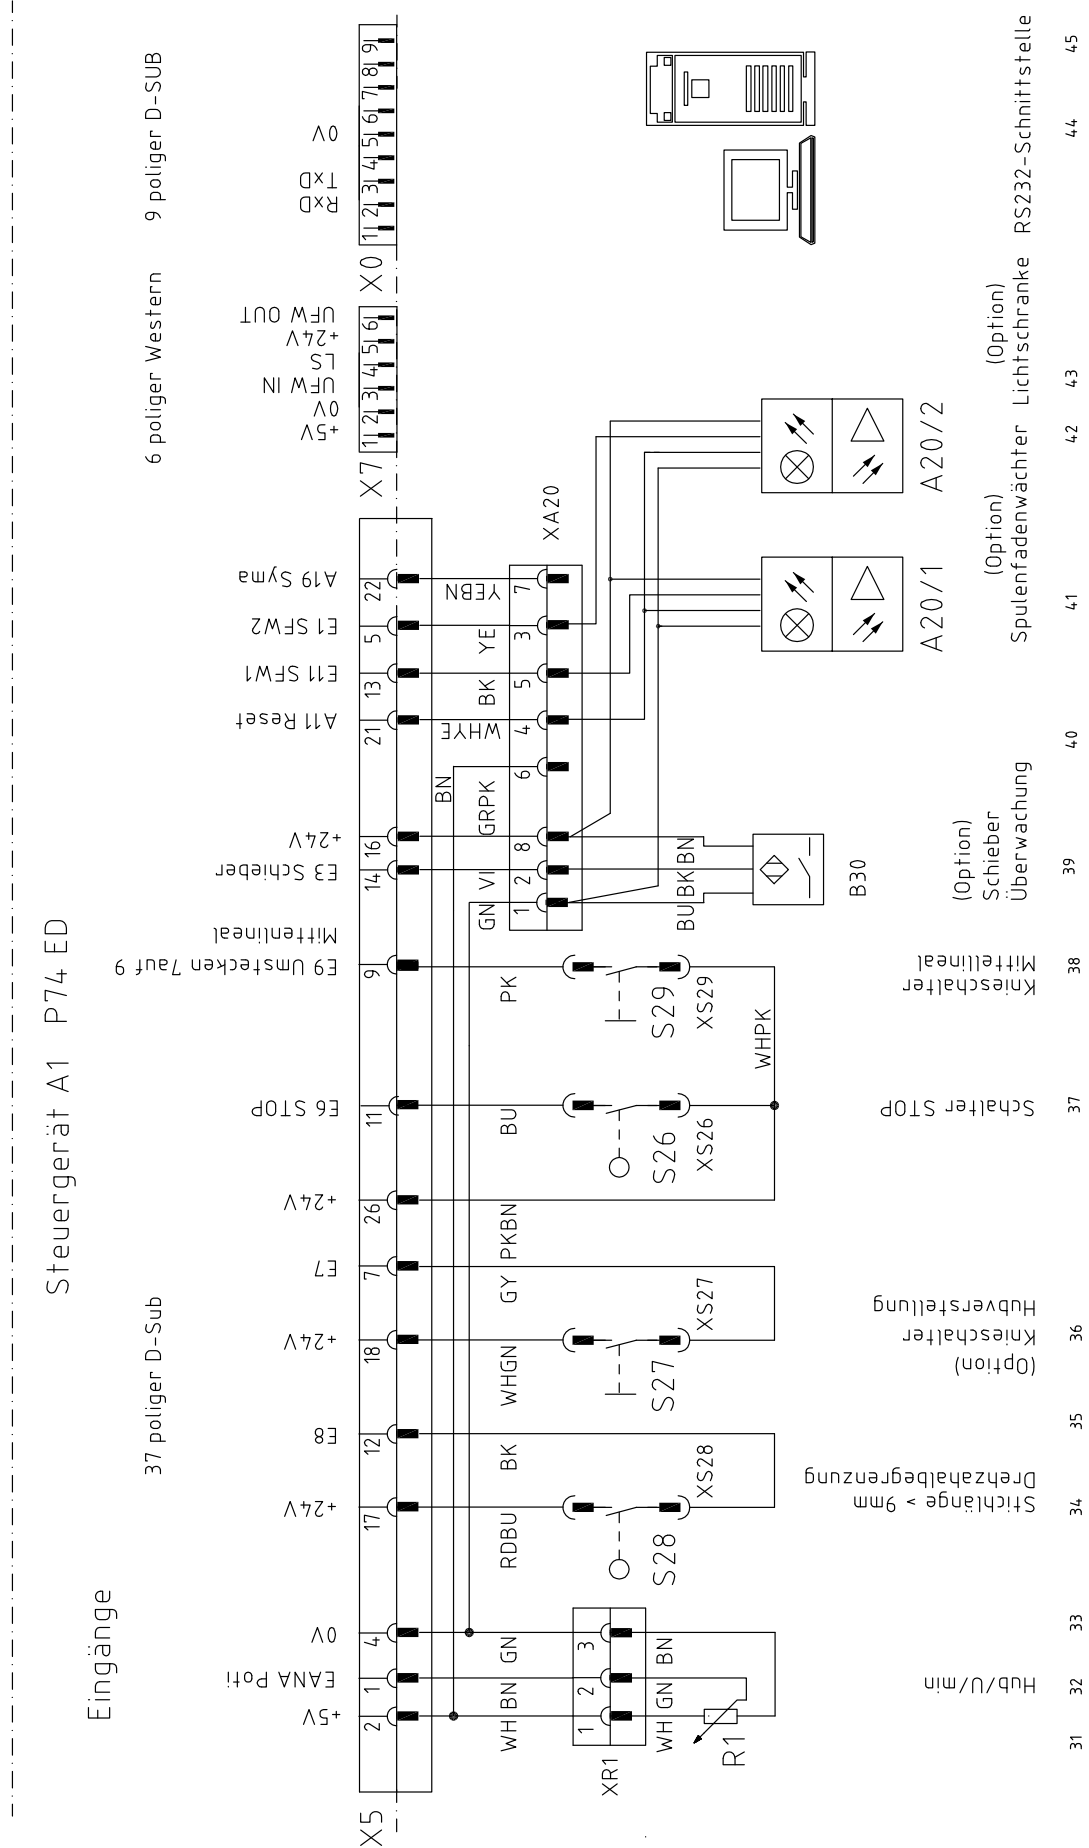 Steuergerät A1 P74 ED
Eingänge
37 poliger D-Sub
6 poliger Western
9 poliger D-SUB
X5
+5V
EANA Poti
0V
+24V
E8
+24V
E7
+24V
E6 STOP
E9 Umstecken 7auf 9
Mittenlineal
E3 Schieber
+24V
A11 Reset
E11 SFW1
E1 SFW2
A19 Syma
2
1
4
17
12
18
7
26
11
9
14
16
21
13
5
22
X7
+5V
0V
UFW IN
LS
+24V
UFW OUT
1 2 3 4 5 6
X0
RxD
TxD
0V
1 2 3 4 5 6 7 8 9
BN
WH BN GN
RDBU
BK
WHGN
GY PKBN
BU
PK
GN VI GRPK
WHYE
BK
YE
YEBN
1 2 8 6 4 5 3 7
XA20
XR1
1 2 3
WH GN BN
R1
S28
XS28
S27
XS27
S26
XS26
S29
XS29
WHPK
BU BK BN
B30
A20/1
A20/2
Hub/U/min
Stichlänge > 9mm
Drehzahlbegrenzung
(Option)
Knieschalter
Hubverstellung
Schalter STOP
Knieschalter
Mittellineal
(Option)
Schieber
Überwachung
(Option)
Spulenfadenwächter
(Option)
Lichtschranke
RS232-Schnittstelle
31 32 33 34 35 36 37 38 39 40 41 42 43 44 45